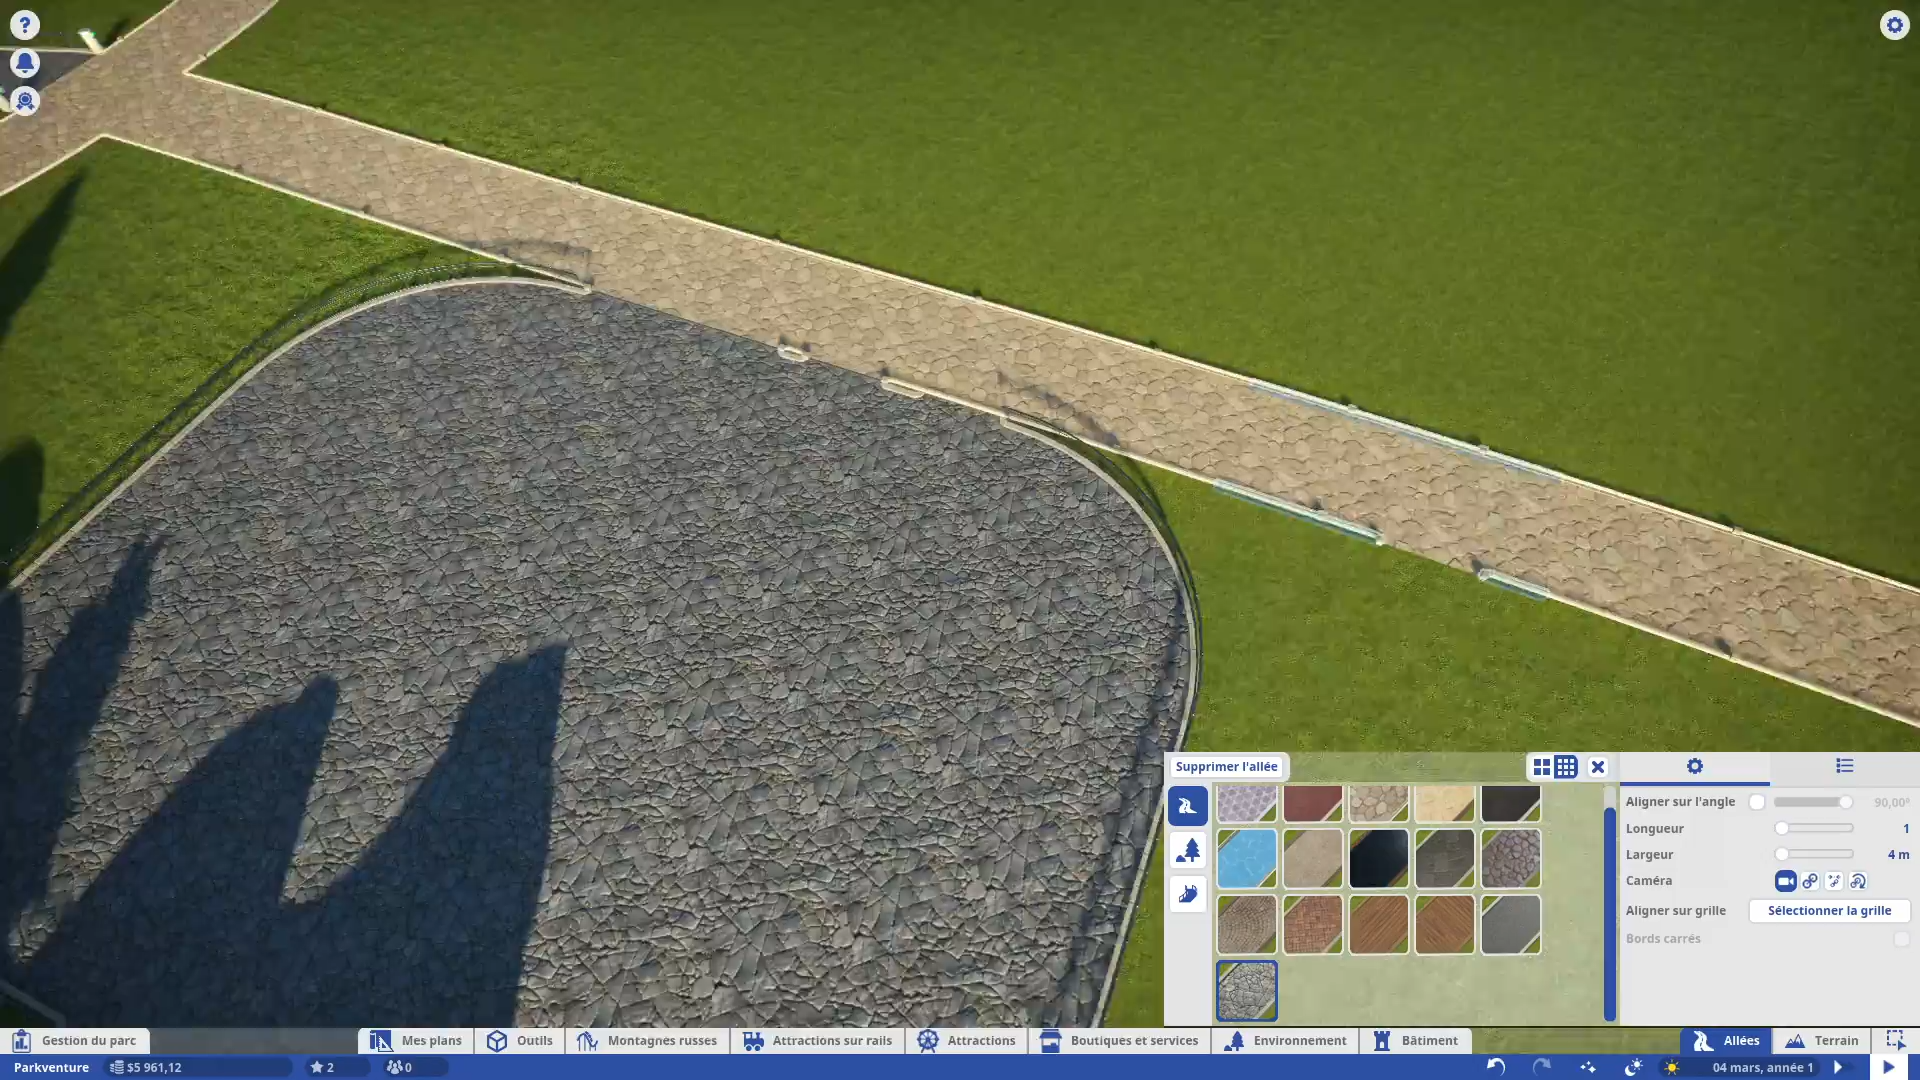 ?
Supprimer l'allée
Aligner sur l'angle 90,00°
Longueur 1
Largeur 4 m
Caméra
Aligner sur grille Sélectionner la grille
Bords carrés
Gestion du parc Mes plans Outils Montagnes russes Attractions sur rails Attractions Boutiques et services Environnement Bâtiment Allées Terrain
Parkventure $5 961,12 2 0 04 mars, année 1